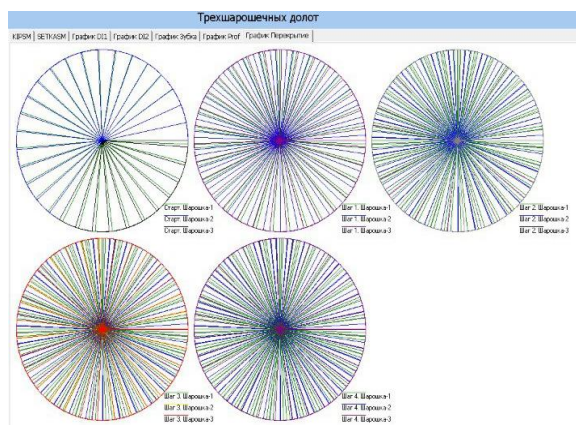 Трехшарошечных долот
KIPSM | SETKASM | График DI1 | График DI2 | График Зубка | График Prof | График Перекрытие |
Старт. Шарошка-1
Старт. Шарошка-2
Старт. Шарошка-3
Шаг 1. Шарошка-1
Шаг 1. Шарошка-2
Шаг 1. Шарошка-3
Шаг 2. Шарошка-1
Шаг 2. Шарошка-2
Шаг 2. Шарошка-3
Шаг 3. Шарошка-1
Шаг 3. Шарошка-2
Шаг 3. Шарошка-3
Шаг 4. Шарошка-1
Шаг 4. Шарошка-2
Шаг 4. Шарошка-3